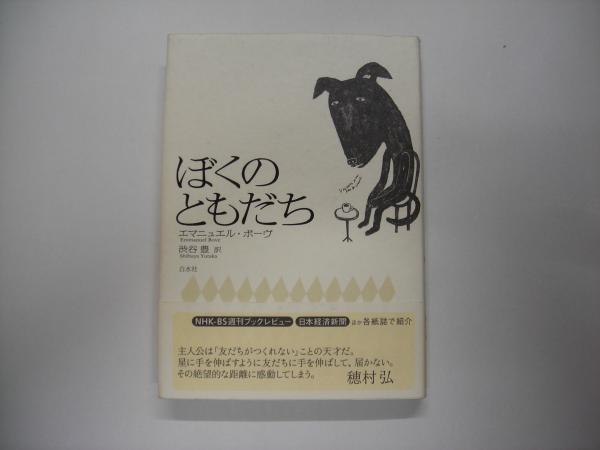 ぼくの
ともだち
エマニュエル・ボーヴ
Emmanuel Bove
渋谷 豊 訳
Shibuya Yutaka
白水社
NHK-BS週刊ブックレビュー 日本経済新聞 ほか各紙誌で紹介
主人公は「友だちがつくれない」ことの天才だ。
星に手を伸ばすように友だちに手を伸ばして、届かない。
その絶望的な距離に感動してしまう。
穂村 弘